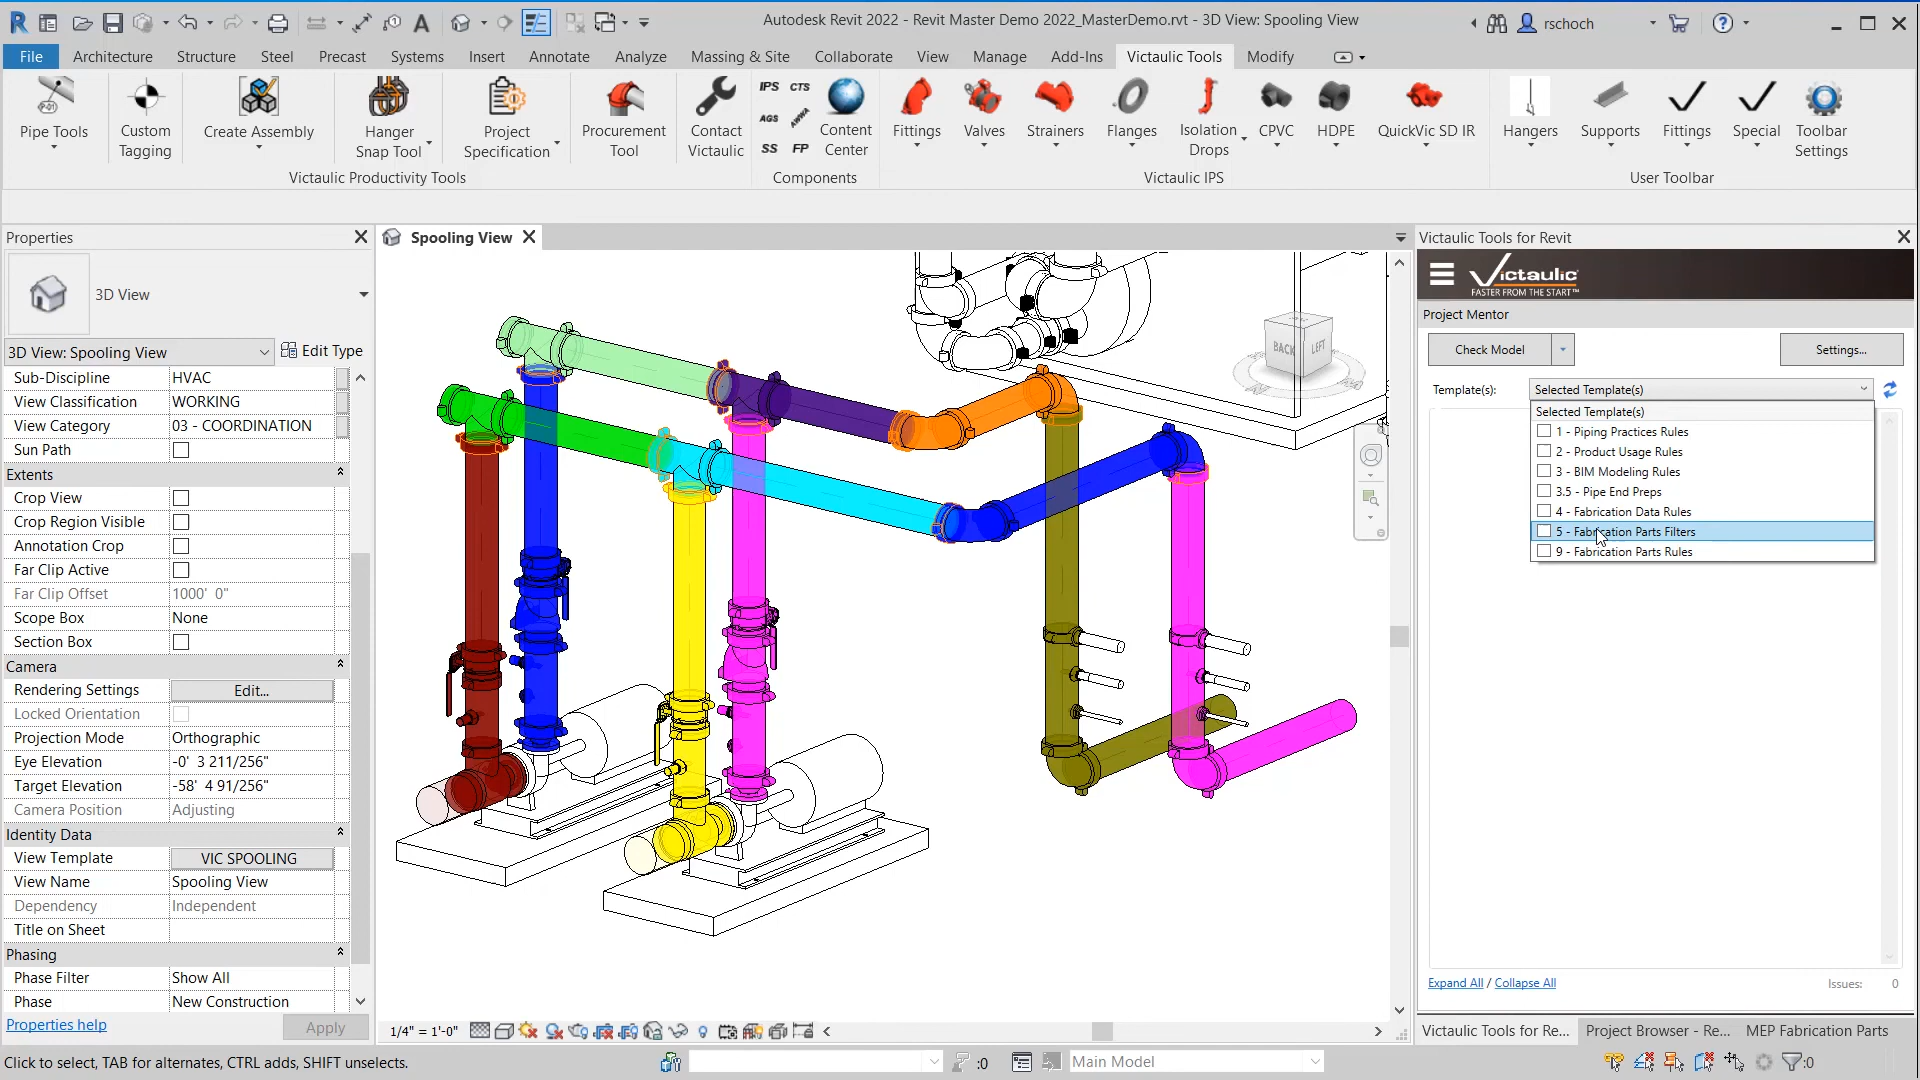 Autodesk Revit 2022 - Revit Master Demo 2022_MasterDemo.rvt - 3D View: Spooling View
rschoch
File Architecture Structure Steel Precast Systems Insert Annotate Analyze Massing & Site Collaborate View Manage Add-Ins Victaulic Tools Modify
Pipe Tools
Custom
Tagging
Create Assembly
Hanger
Snap Tool
Project
Specification
Procurement
Tool
Contact
Victaulic
IPS CTS
AGS AWWA
SS FP
Content
Center
Fittings
Valves
Strainers
Flanges
Isolation
Drops
CPVC
HDPE
QuickVic SD IR
Hangers
Supports
Fittings
Special
Toolbar
Settings
Victaulic Productivity Tools
Components
Victaulic IPS
User Toolbar
Properties
3D View
3D View: Spooling View
Edit Type
Sub-Discipline HVAC
View Classification WORKING
View Category 03 - COORDINATION
Sun Path
Extents
Crop View
Crop Region Visible
Annotation Crop
Far Clip Active
Far Clip Offset 1000' 0"
Scope Box None
Section Box
Camera
Rendering Settings Edit...
Locked Orientation
Projection Mode Orthographic
Eye Elevation -0' 3 211/256"
Target Elevation -58' 4 91/256"
Camera Position Adjusting
Identity Data
View Template VIC SPOOLING
View Name Spooling View
Dependency Independent
Title on Sheet
Phasing
Phase Filter Show All
Phase New Construction
Properties help
Apply
Spooling View
BACK LEFT
1/4" = 1'-0"
Victaulic Tools for Revit
Victaulic
FASTER FROM THE START™
Project Mentor
Check Model
Settings...
Template(s): Selected Template(s)
Selected Template(s)
1 - Piping Practices Rules
2 - Product Usage Rules
3 - BIM Modeling Rules
3.5 - Pipe End Preps
4 - Fabrication Data Rules
5 - Fabrication Parts Filters
9 - Fabrication Parts Rules
Expand All / Collapse All
Issues: 0
Victaulic Tools for Re... Project Browser - Re... MEP Fabrication Parts
Click to select, TAB for alternates, CTRL adds, SHIFT unselects.
:0
Main Model
:0